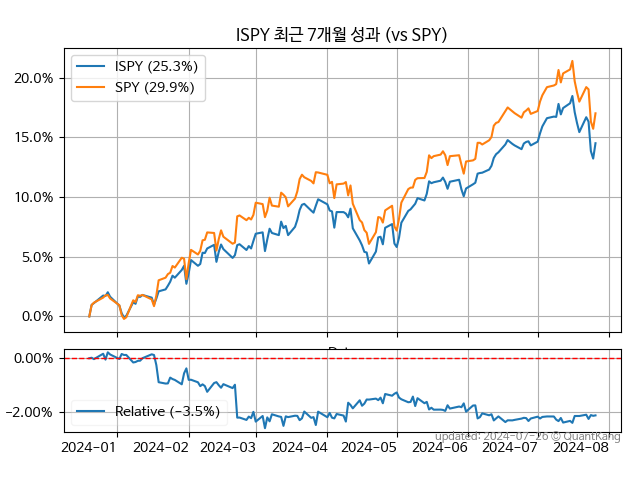 ISPY 최근 7개월 성과 (vs SPY)
ISPY (25.3%)
SPY (29.9%)
20.0%
15.0%
10.0%
5.0%
0.0%
0.00%
−2.00%
Relative (−3.5%)
updated: 2024-07-26 © QuantKang
2024-01 2024-02 2024-03 2024-04 2024-05 2024-06 2024-07 2024-08